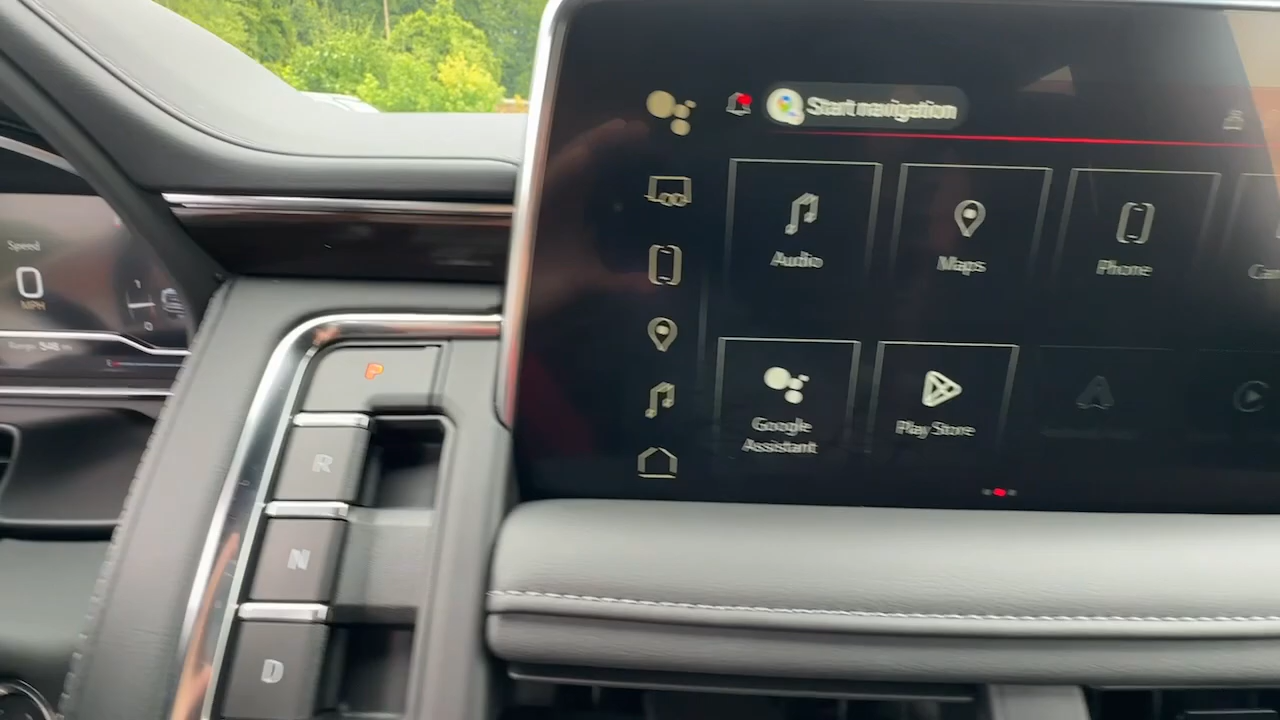 Start navigation
Speed
0
MPH
Audio
Maps
Phone
P
Google
Assistant
Play Store
R
N
D